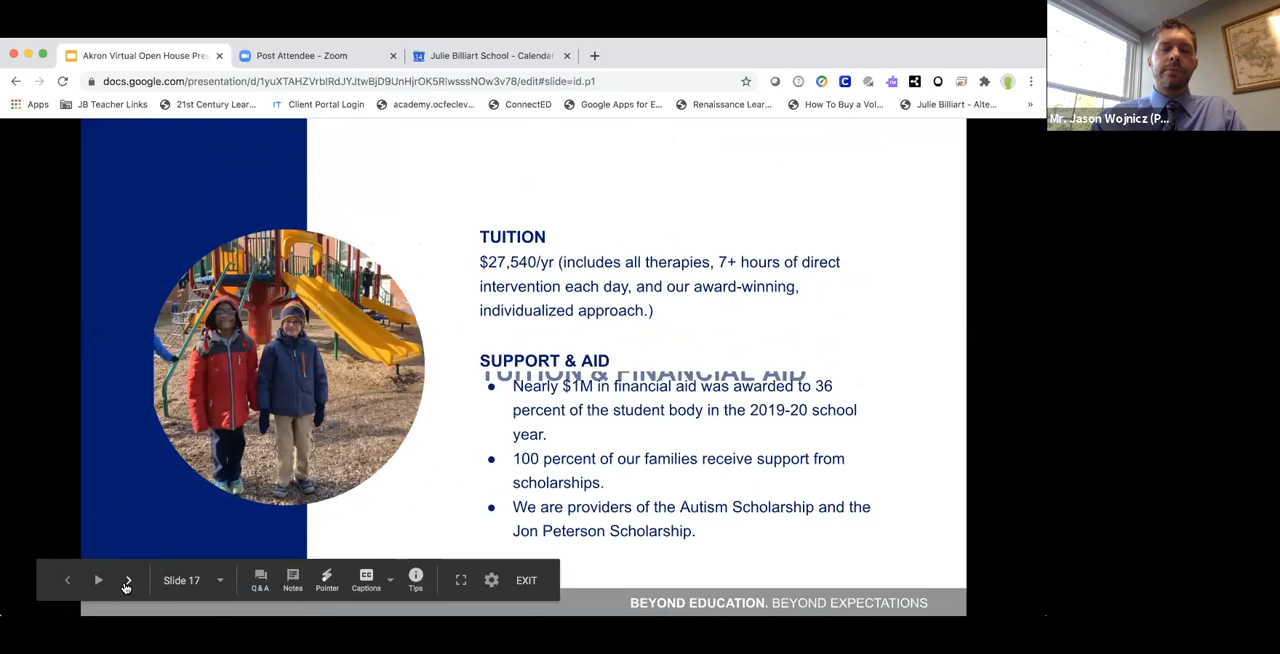 Akron Virtual Open House Pre
Post Attendee - Zoom
Julie Billiart School - Calenda
docs.google.com/presentation/d/1yuXTAHZVrblRdJYJtwBjD9UnHjrOK5RlwssNOw3v78/edit#slide=id.p1
Apps
JB Teacher Links
21st Century Lear...
Client Portal Login
academy.ocfeclev...
ConnectED
Google Apps for E...
Renaissance Lear...
How To Buy a Vol...
Julie Billiart - Alte...
»
Mr. Jason Wojnicz (P...
TUITION
$27,540/yr (includes all therapies, 7+ hours of direct
intervention each day, and our award-winning,
individualized approach.)
SUPPORT & AID
TUITION & FINANCIAL AID
● Nearly $1M in financial aid was awarded to 36
percent of the student body in the 2019-20 school
year.
● 100 percent of our families receive support from
scholarships.
● We are providers of the Autism Scholarship and the
Jon Peterson Scholarship.
Slide 17
Q & A
Notes
Pointer
Captions
Tips
EXIT
BEYOND EDUCATION. BEYOND EXPECTATIONS